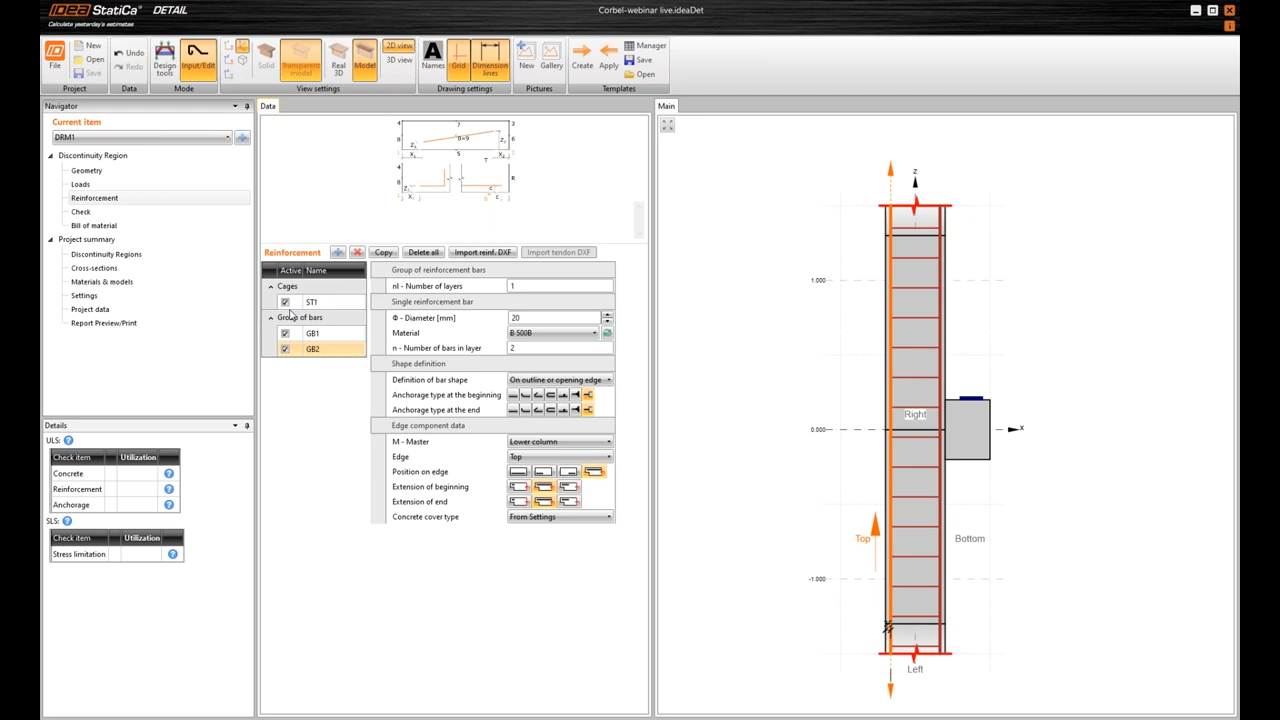 IDEA StatiCa® DETAIL
Calculate yesterday's estimates
Corbel-webinar live.ideaDet
File
New
Open
Save
Project
Undo
Redo
Data
Design tools
Input/Edit
Mode
Solid
Transparent model
Real 3D
Model
2D view
3D view
View settings
Names
Grid
Dimension lines
Drawing settings
New
Gallery
Pictures
Create
Apply
Manager
Save
Open
Templates
Navigator
Current item
DRM1
Discontinuity Region
Geometry
Loads
Reinforcement
Check
Bill of material
Project summary
Discontinuity Regions
Cross-sections
Materials & models
Settings
Project data
Report Preview/Print
Details
ULS:
Check item Utilization
Concrete
Reinforcement
Anchorage
SLS:
Check item Utilization
Stress limitation
Data
Reinforcement Copy Delete all Import reinf. DXF Import tendon DXF
Active Name
Cages
ST1
Group of bars
GB1
GB2
Group of reinforcement bars
nl - Number of layers 1
Single reinforcement bar
Φ - Diameter [mm] 20
Material B 500B
n - Number of bars in layer 2
Shape definition
Definition of bar shape On outline or opening edge
Anchorage type at the beginning
Anchorage type at the end
Edge component data
M - Master Lower column
Edge Top
Position on edge
Extension of beginning
Extension of end
Concrete cover type From Settings
Main
z
1.000
Right
0.000
x
Top
Bottom
-1.000
Left